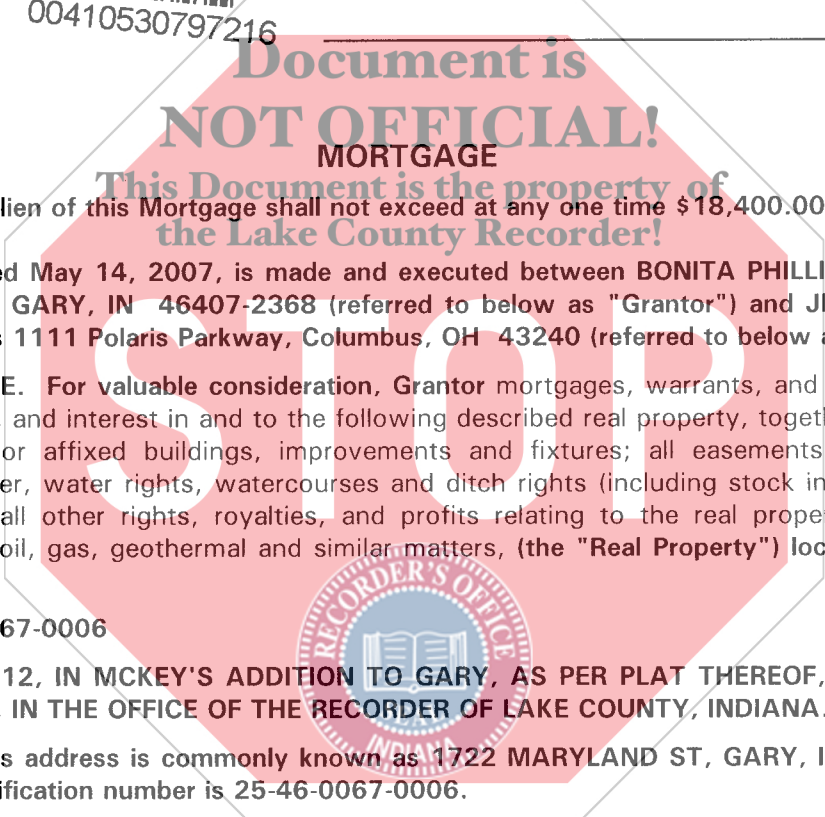 00410530797216
Document is
NOT OFFICIAL!
MORTGAGE
This Document is the property of
lien of this Mortgage shall not exceed at any one time $18,400.00
the Lake County Recorder!
ed May 14, 2007, is made and executed between BONITA PHILLI
GARY, IN 46407-2368 (referred to below as "Grantor") and J
s 1111 Polaris Parkway, Columbus, OH 43240 (referred to below a
STOP
E. For valuable consideration, Grantor mortgages, warrants, and
, and interest in and to the following described real property, toget
or affixed buildings, improvements and fixtures; all easements
er, water rights, watercourses and ditch rights (including stock in
all other rights, royalties, and profits relating to the real prope
oil, gas, geothermal and similar matters, (the "Real Property") loc
RECORDER'S OFFICE
67-0006
12, IN MCKEY'S ADDITION TO GARY, AS PER PLAT THEREOF,
IN THE OFFICE OF THE RECORDER OF LAKE COUNTY, INDIANA.
SEAL
INDIANA
s address is commonly known as 1722 MARYLAND ST, GARY, I
ification number is 25-46-0067-0006.